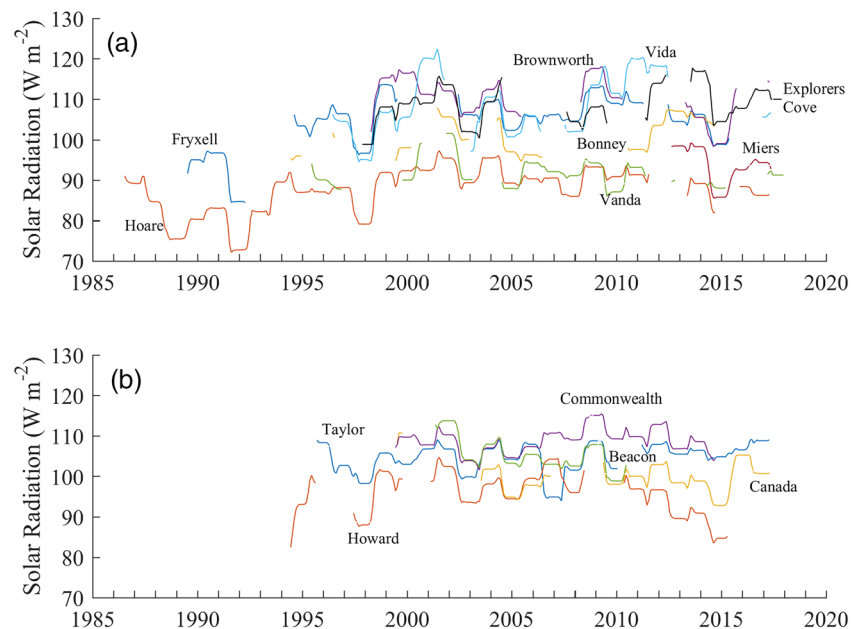 (a)
Solar Radiation (W m-2)
130
120
110
100
90
80
70
Vida
Brownworth
Explorers
Cove
Fryxell
Bonney
Miers
Vanda
Hoare
1985
1990
1995
2000
2005
2010
2015
2020
(b)
Solar Radiation (W m-2)
130
120
110
100
90
80
70
Commonwealth
Taylor
Beacon
Canada
Howard
1985
1990
1995
2000
2005
2010
2015
2020